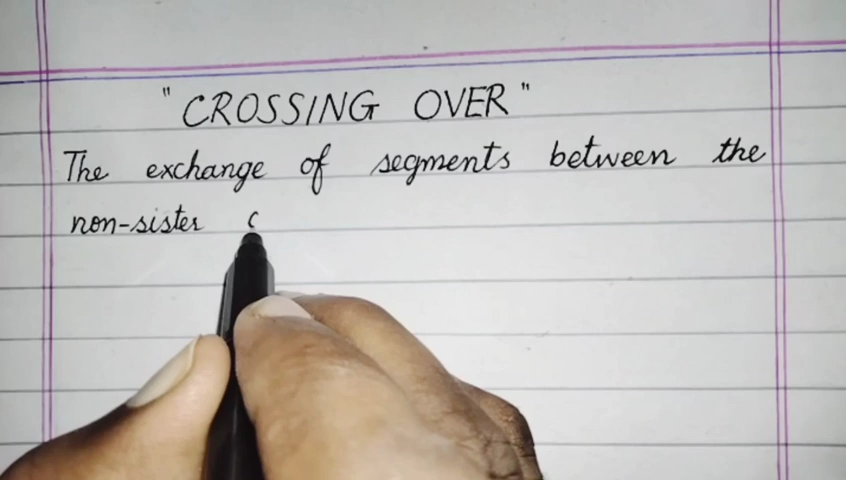 "CROSSING OVER"
The exchange of segments between the
non-sister c